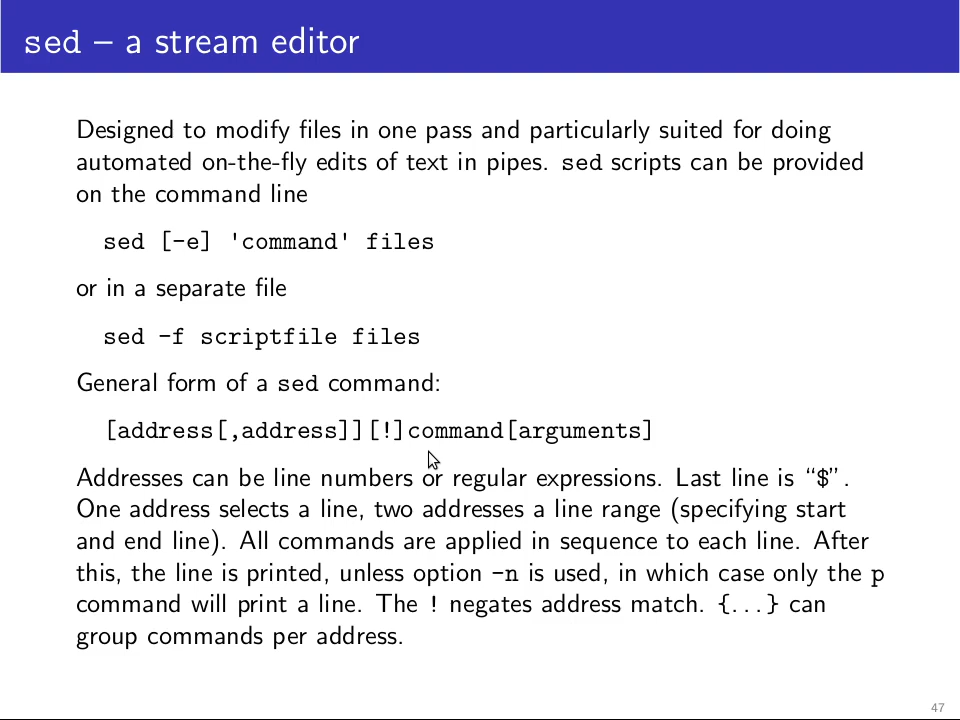 sed – a stream editor
Designed to modify files in one pass and particularly suited for doing
automated on-the-fly edits of text in pipes. sed scripts can be provided
on the command line
sed [-e] 'command' files
or in a separate file
sed -f scriptfile files
General form of a sed command:
[address[,address]][!]command[arguments]
Addresses can be line numbers or regular expressions. Last line is “$”.
One address selects a line, two addresses a line range (specifying start
and end line). All commands are applied in sequence to each line. After
this, the line is printed, unless option -n is used, in which case only the p
command will print a line. The ! negates address match. {...} can
group commands per address.
47